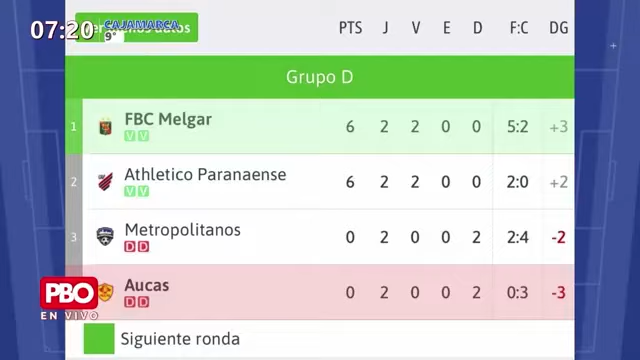 07:20 CAJAMARCA
9°
PTS J V E D F:C DG
Grupo D
1 FBC Melgar 6 2 2 0 0 5:2 +3
V V
2 Athletico Paranaense 6 2 2 0 0 2:0 +2
V V
3 Metropolitanos 0 2 0 0 2 2:4 -2
D D
Aucas 0 2 0 0 2 0:3 -3
D D
PBO
EN VIVO
Siguiente ronda